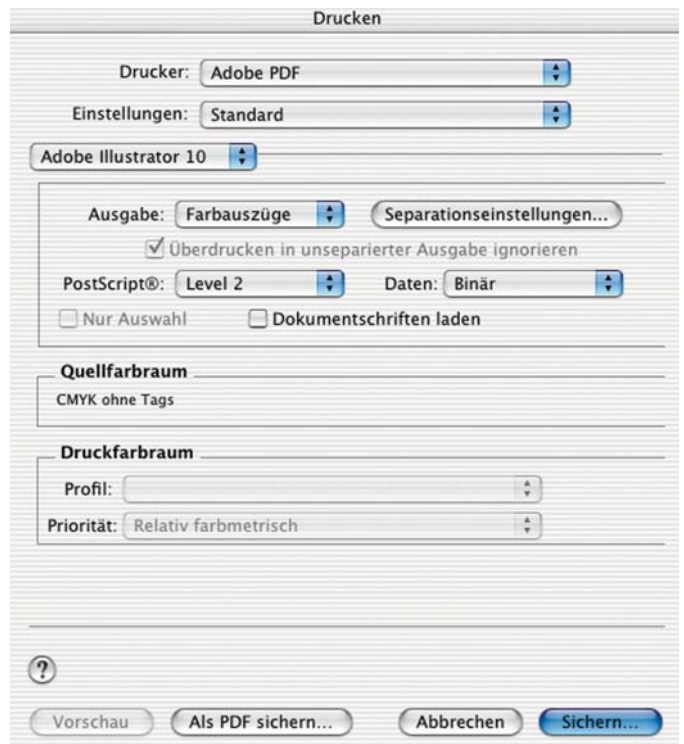 Drucken
Drucker: Adobe PDF
Einstellungen: Standard
Adobe Illustrator 10
Ausgabe: Farbauszüge Separationseinstellungen...
Überdrucken in unseparierter Ausgabe ignorieren
PostScript®: Level 2 Daten: Binär
Nur Auswahl Dokumentschriften laden
Quellfarbraum
CMYK ohne Tags
Druckfarbraum
Profil:
Priorität: Relativ farbmetrisch
?
Vorschau Als PDF sichern... Abbrechen Sichern...